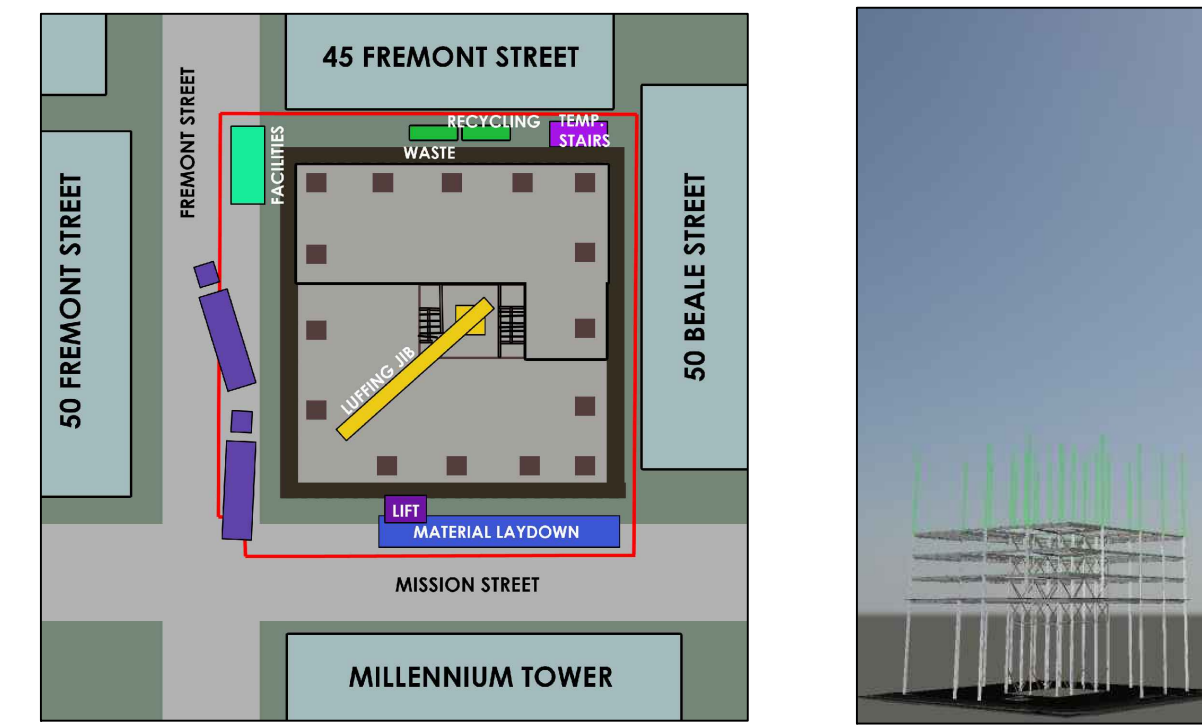 45 FREMONT STREET
FREMONT STREET
RECYCLING
TEMP.
STAIRS
WASTE
FACILITIES
50 FREMONT STREET
50 BEALE STREET
LUFFING JIB
LIFT
MATERIAL LAYDOWN
MISSION STREET
MILLENNIUM TOWER